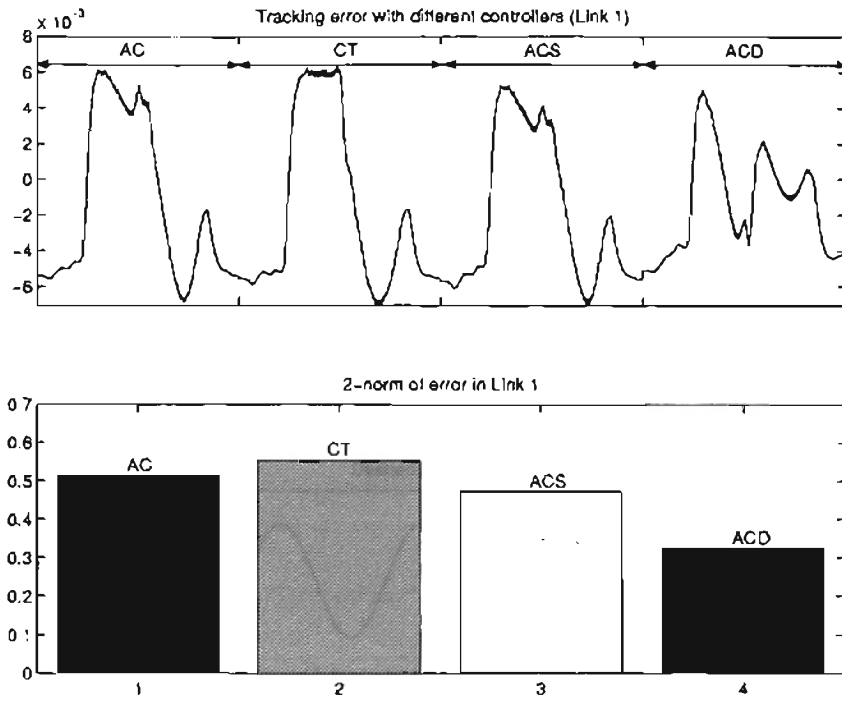 Tracking error with different controllers (Link 1)
× 10⁻³
AC CT ACS ACD
8
6
4
2
0
−2
−4
−6
2−norm of error in Link 1
0.7
0.6
0.5
0.4
0.3
0.2
0.1
0
AC
CT
ACS
ACD
1 2 3 4